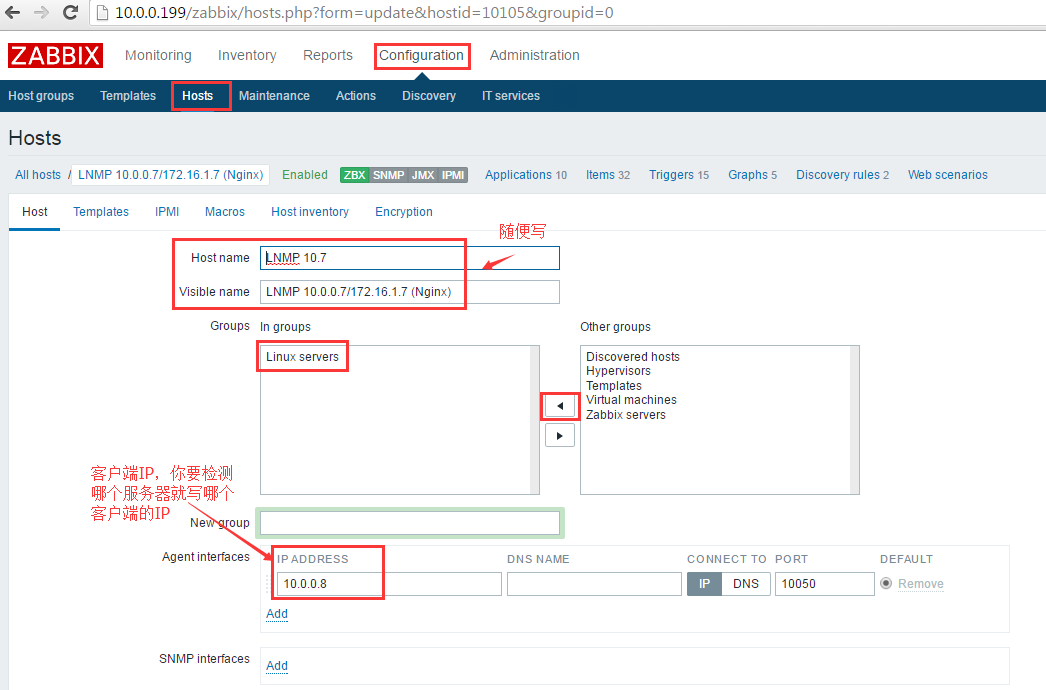 10.0.0.199/zabbix/hosts.php?form=update&hostid=10105&groupid=0
ZABBIX Monitoring Inventory Reports Configuration Administration
Host groups Templates Hosts Maintenance Actions Discovery IT services
Hosts
All hosts / LNMP 10.0.0.7/172.16.1.7 (Nginx) Enabled ZBX SNMP JMX IPMI Applications 10 Items 32 Triggers 15 Graphs 5 Discovery rules 2 Web scenarios
Host Templates IPMI Macros Host inventory Encryption
随便写
Host name LNMP 10.7
Visible name LNMP 10.0.0.7/172.16.1.7 (Nginx)
Groups In groups Other groups
Linux servers
Discovered hosts
Hypervisors
Templates
Virtual machines
Zabbix servers
客户端IP，你要检测
哪个服务器就写哪个
客户端的IP
New group
Agent interfaces IP ADDRESS DNS NAME CONNECT TO PORT DEFAULT
10.0.0.8 IP DNS 10050 Remove
Add
SNMP interfaces Add